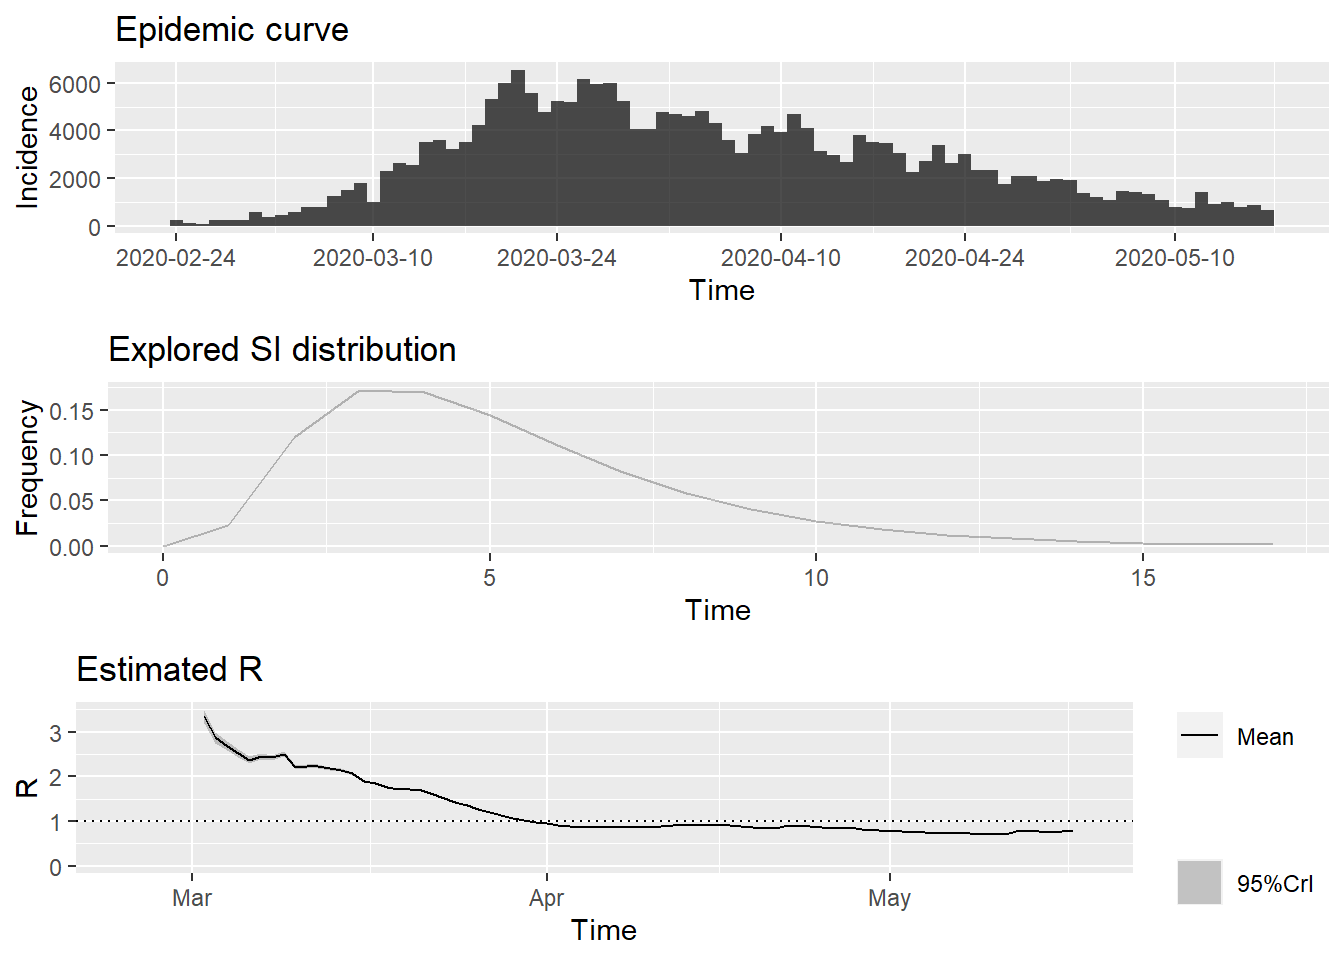 Epidemic curve
Incidence
6000
4000
2000
0
2020-02-24 2020-03-10 2020-03-24 2020-04-10 2020-04-24 2020-05-10
Time
Explored SI distribution
Frequency
0.15
0.10
0.05
0.00
0 5 10 15
Time
Estimated R
R
3
2
1
0
Mar Apr May
Time
Mean
95%CrI